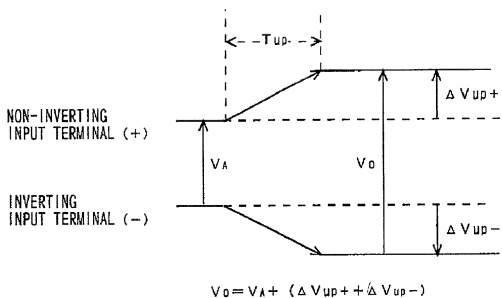 Tup
ΔVup+
NON-INVERTING
INPUT TERMINAL (+)
VA
VO
INVERTING
INPUT TERMINAL (-)
ΔVup-
VO=VA+ (ΔVup++ΔVup-)